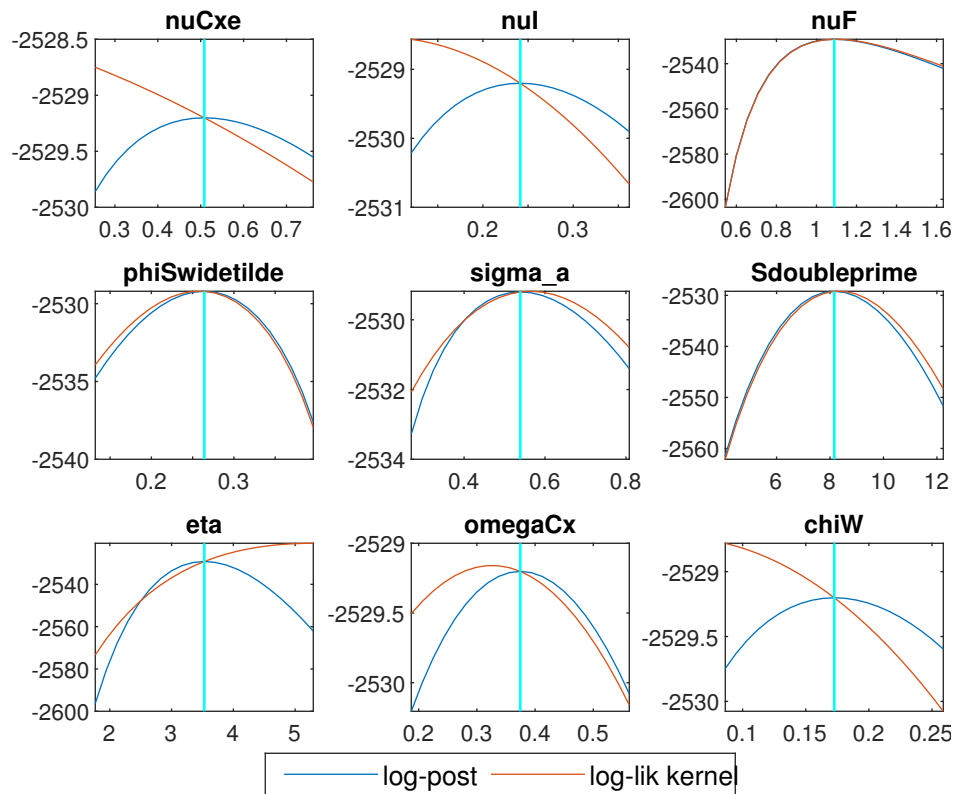 nuCxe
nuI
nuF
-2528.5
-2529
-2529.5
-2530
0.3 0.4 0.5 0.6 0.7
-2529
-2530
-2531
0.2 0.3
-2540
-2560
-2580
-2600
0.6 0.8 1 1.2 1.4 1.6
phiSwidetilde
sigma_a
Sdoubleprime
-2530
-2535
-2540
0.2 0.3
-2530
-2532
-2534
0.4 0.6 0.8
-2530
-2540
-2550
-2560
6 8 10 12
eta
omegaCx
chiW
-2540
-2560
-2580
-2600
2 3 4 5
-2529
-2529.5
-2530
0.2 0.3 0.4 0.5
-2529
-2529.5
-2530
0.1 0.15 0.2 0.25
log-post log-lik kernel